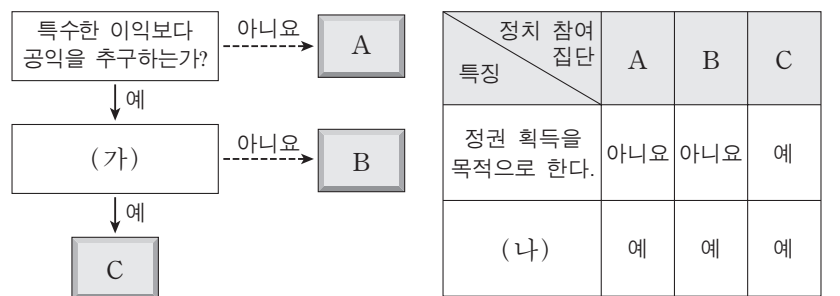 특수한 이익보다
공익을 추구하는가?
아니요
A
예
(가)
아니요
B
예
C
정치 참여
집단
특징
A
B
C
정권 획득을
목적으로 한다.
아니요
아니요
예
(나)
예
예
예